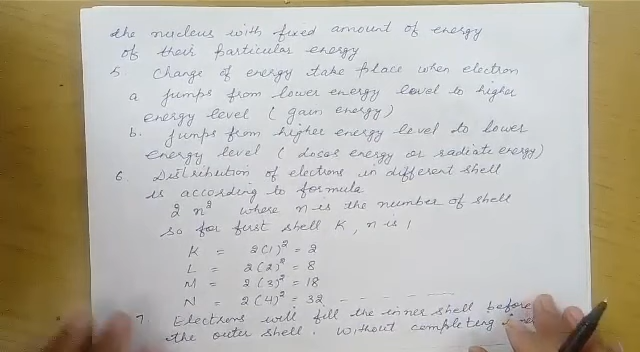 the nucleus with fixed amount of energy
of their particular energy
5 Change of energy take place when electron
a jumps from lower energy level to higher
energy level ( gain energy )
b. jumps from higher energy level to lower
energy level ( loses energy or radiate energy)
6 Distribution of electrons in different shell
is according to formula
2 n² where n is the number of shell
so for first shell K, n is 1
K = 2(1)² = 2
L = 2(2)² = 8
M = 2(3)² = 18
N = 2(4)² = 32 - - - - - -
7. Electrons will fill the inner shell before
the outer shell. Without completing